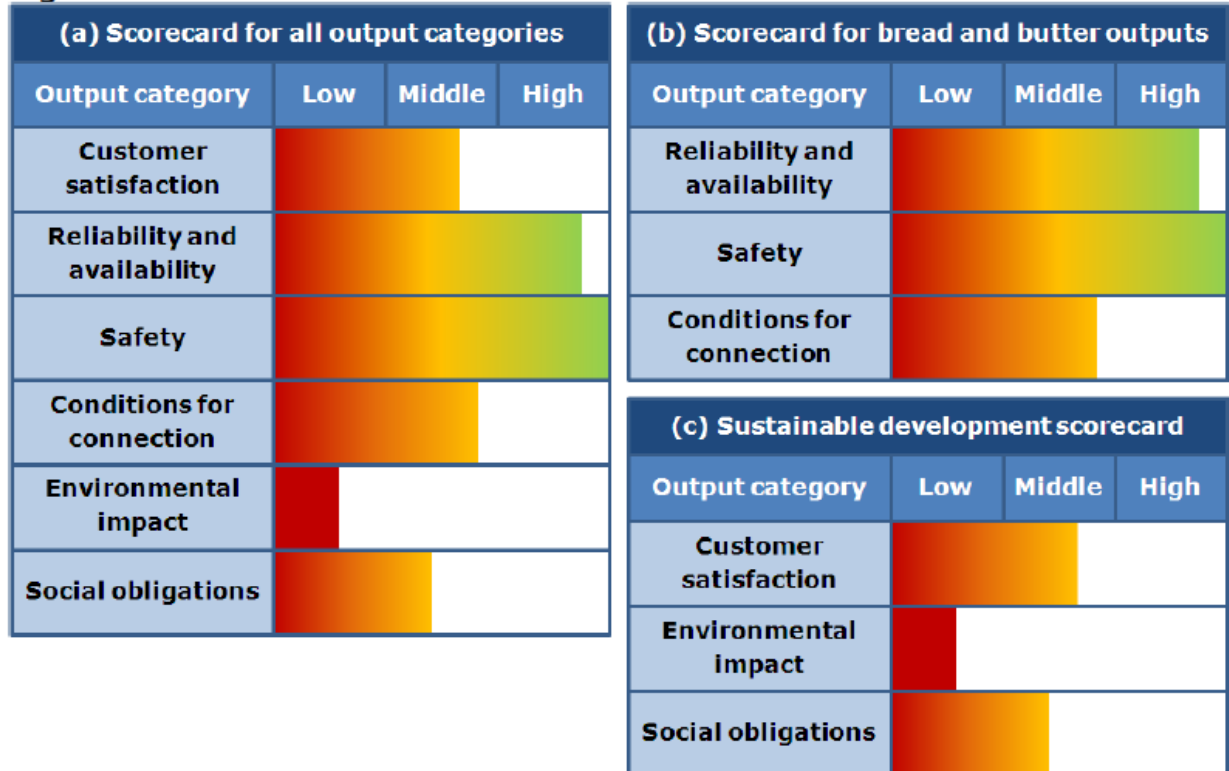 (a) Scorecard for all output categories
Output category Low Middle High
Customer
satisfaction
Reliability and
availability
Safety
Conditions for
connection
Environmental
impact
Social obligations
(b) Scorecard for bread and butter outputs
Output category Low Middle High
Reliability and
availability
Safety
Conditions for
connection
(c) Sustainable development scorecard
Output category Low Middle High
Customer
satisfaction
Environmental
impact
Social obligations